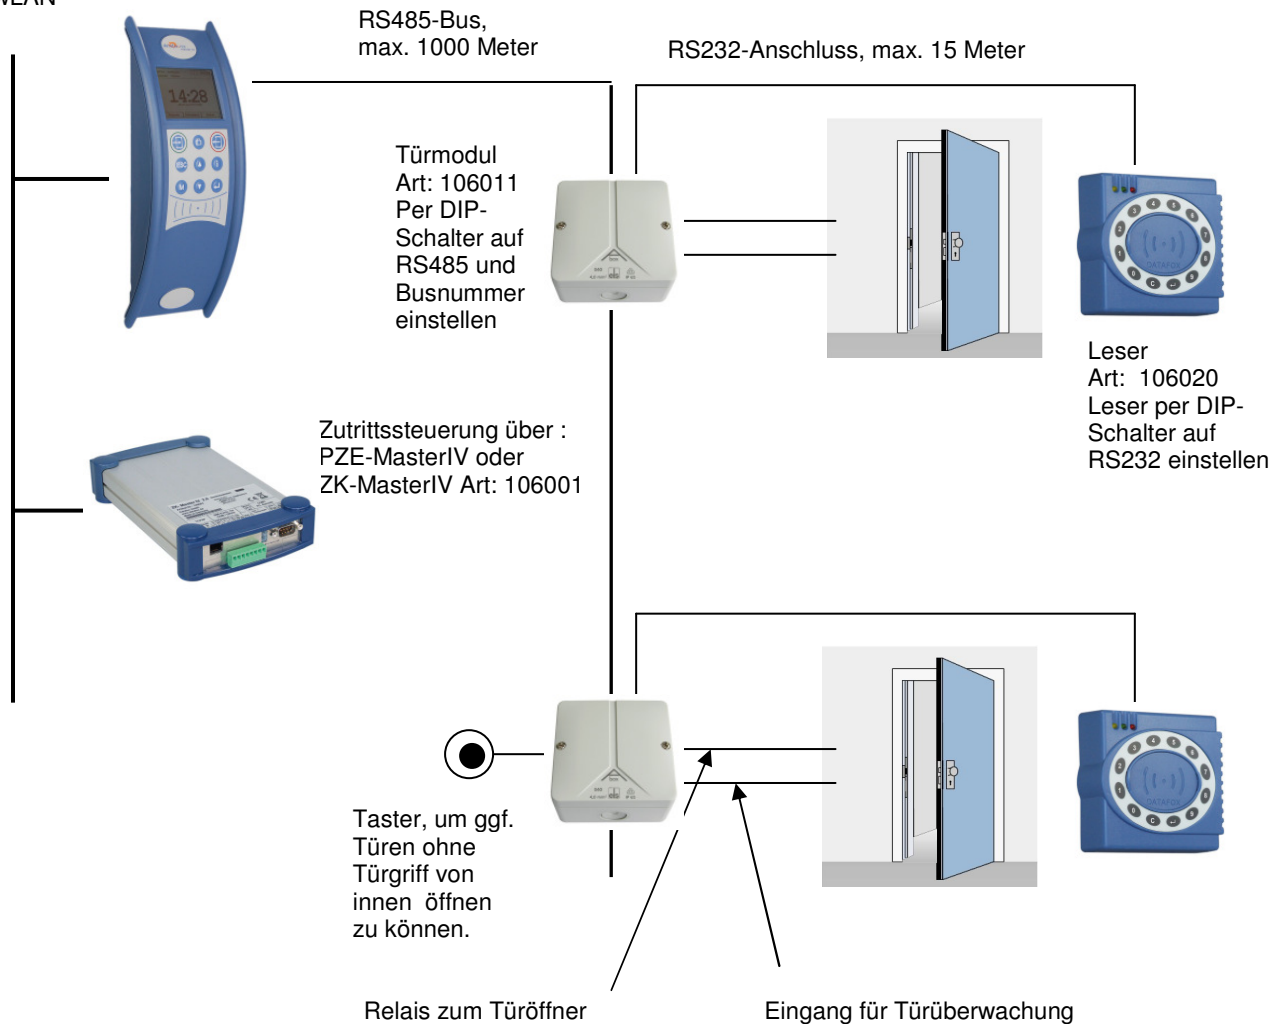 WLAN
RS485-Bus,
max. 1000 Meter
RS232-Anschluss, max. 15 Meter
14:28
Türmodul
Art: 106011
Per DIP-
Schalter auf
RS485 und
Busnummer
einstellen
DATAFOX
Leser
Art: 106020
Leser per DIP-
Schalter auf
RS232 einstellen
Zutrittssteuerung über :
PZE-MasterIV oder
ZK-MasterIV Art: 106001
Taster, um ggf.
Türen ohne
Türgriff von
innen öffnen
zu können.
DATAFOX
Relais zum Türöffner
Eingang für Türüberwachung